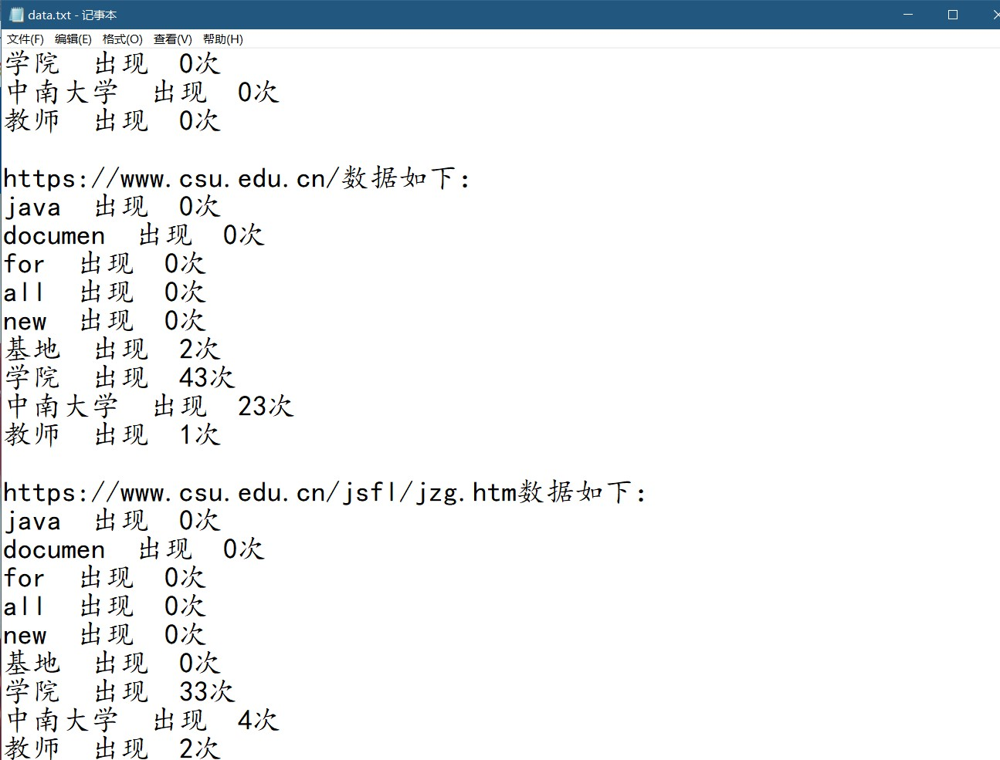 data.txt - 记事本
文件(F) 编辑(E) 格式(O) 查看(V) 帮助(H)
学院 出现 0次
中南大学 出现 0次
教师 出现 0次
https://www.csu.edu.cn/数据如下：
java 出现 0次
documen 出现 0次
for 出现 0次
all 出现 0次
new 出现 0次
基地 出现 2次
学院 出现 43次
中南大学 出现 23次
教师 出现 1次
https://www.csu.edu.cn/jsfl/jzg.htm数据如下：
java 出现 0次
documen 出现 0次
for 出现 0次
all 出现 0次
new 出现 0次
基地 出现 0次
学院 出现 33次
中南大学 出现 4次
教师 出现 2次